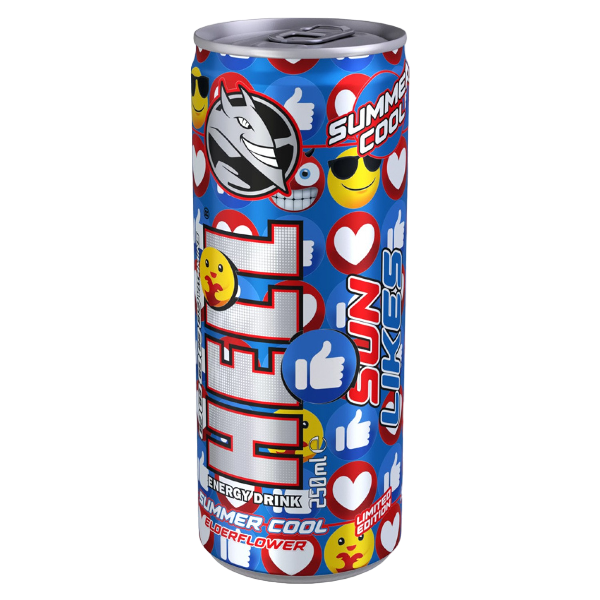 SUMMER
COOL
HELL
®
ENERGY DRINK
250ml e
SUN
LIKES
SUMMER COOL
ELDERFLOWER
LIMITED
EDITION